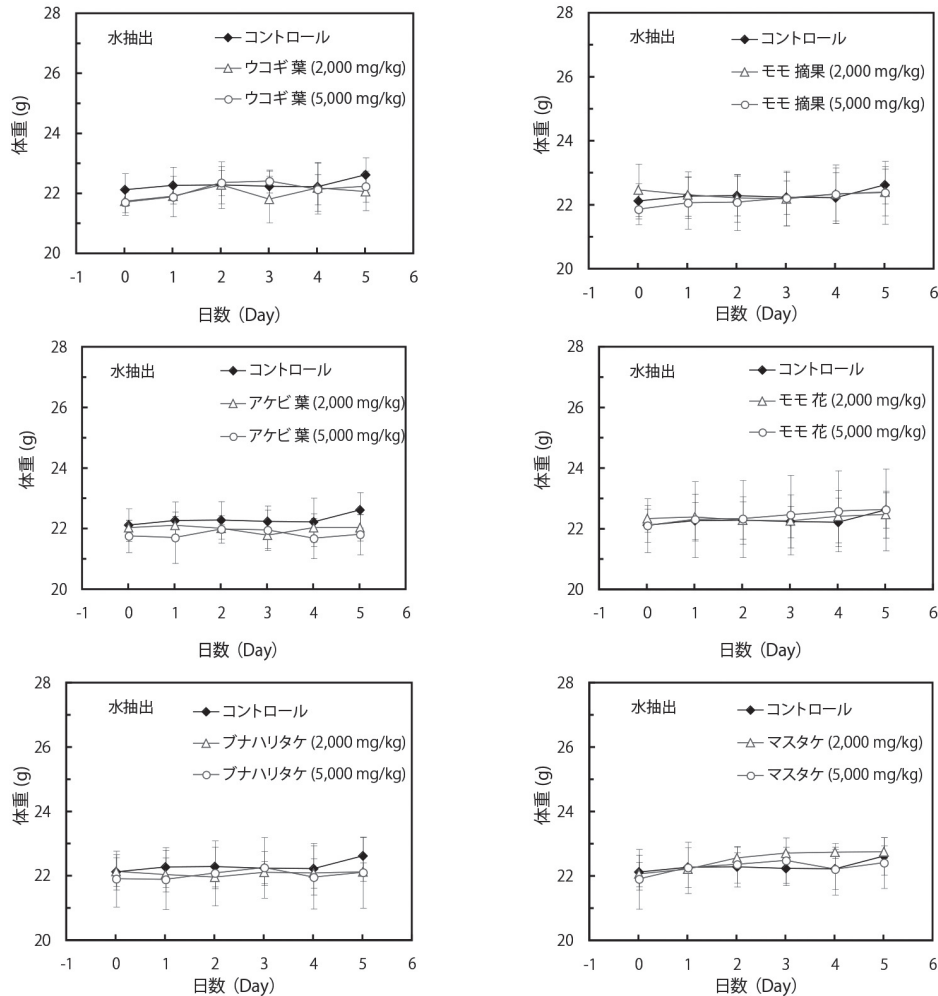 水抽出
コントロール
ウコギ 葉 (2,000 mg/kg)
ウコギ 葉 (5,000 mg/kg)
体重 (g)
28
26
24
22
20
-1 0 1 2 3 4 5 6
日数 (Day)
水抽出
コントロール
モモ 摘果 (2,000 mg/kg)
モモ 摘果 (5,000 mg/kg)
体重 (g)
28
26
24
22
20
-1 0 1 2 3 4 5 6
日数 (Day)
水抽出
コントロール
アケビ 葉 (2,000 mg/kg)
アケビ 葉 (5,000 mg/kg)
体重 (g)
28
26
24
22
20
-1 0 1 2 3 4 5 6
日数 (Day)
水抽出
コントロール
モモ 花 (2,000 mg/kg)
モモ 花 (5,000 mg/kg)
体重 (g)
28
26
24
22
20
-1 0 1 2 3 4 5 6
日数 (Day)
水抽出
コントロール
ブナハリタケ (2,000 mg/kg)
ブナハリタケ (5,000 mg/kg)
体重 (g)
28
26
24
22
20
-1 0 1 2 3 4 5 6
日数 (Day)
水抽出
コントロール
マスタケ (2,000 mg/kg)
マスタケ (5,000 mg/kg)
体重 (g)
28
26
24
22
20
-1 0 1 2 3 4 5 6
日数 (Day)